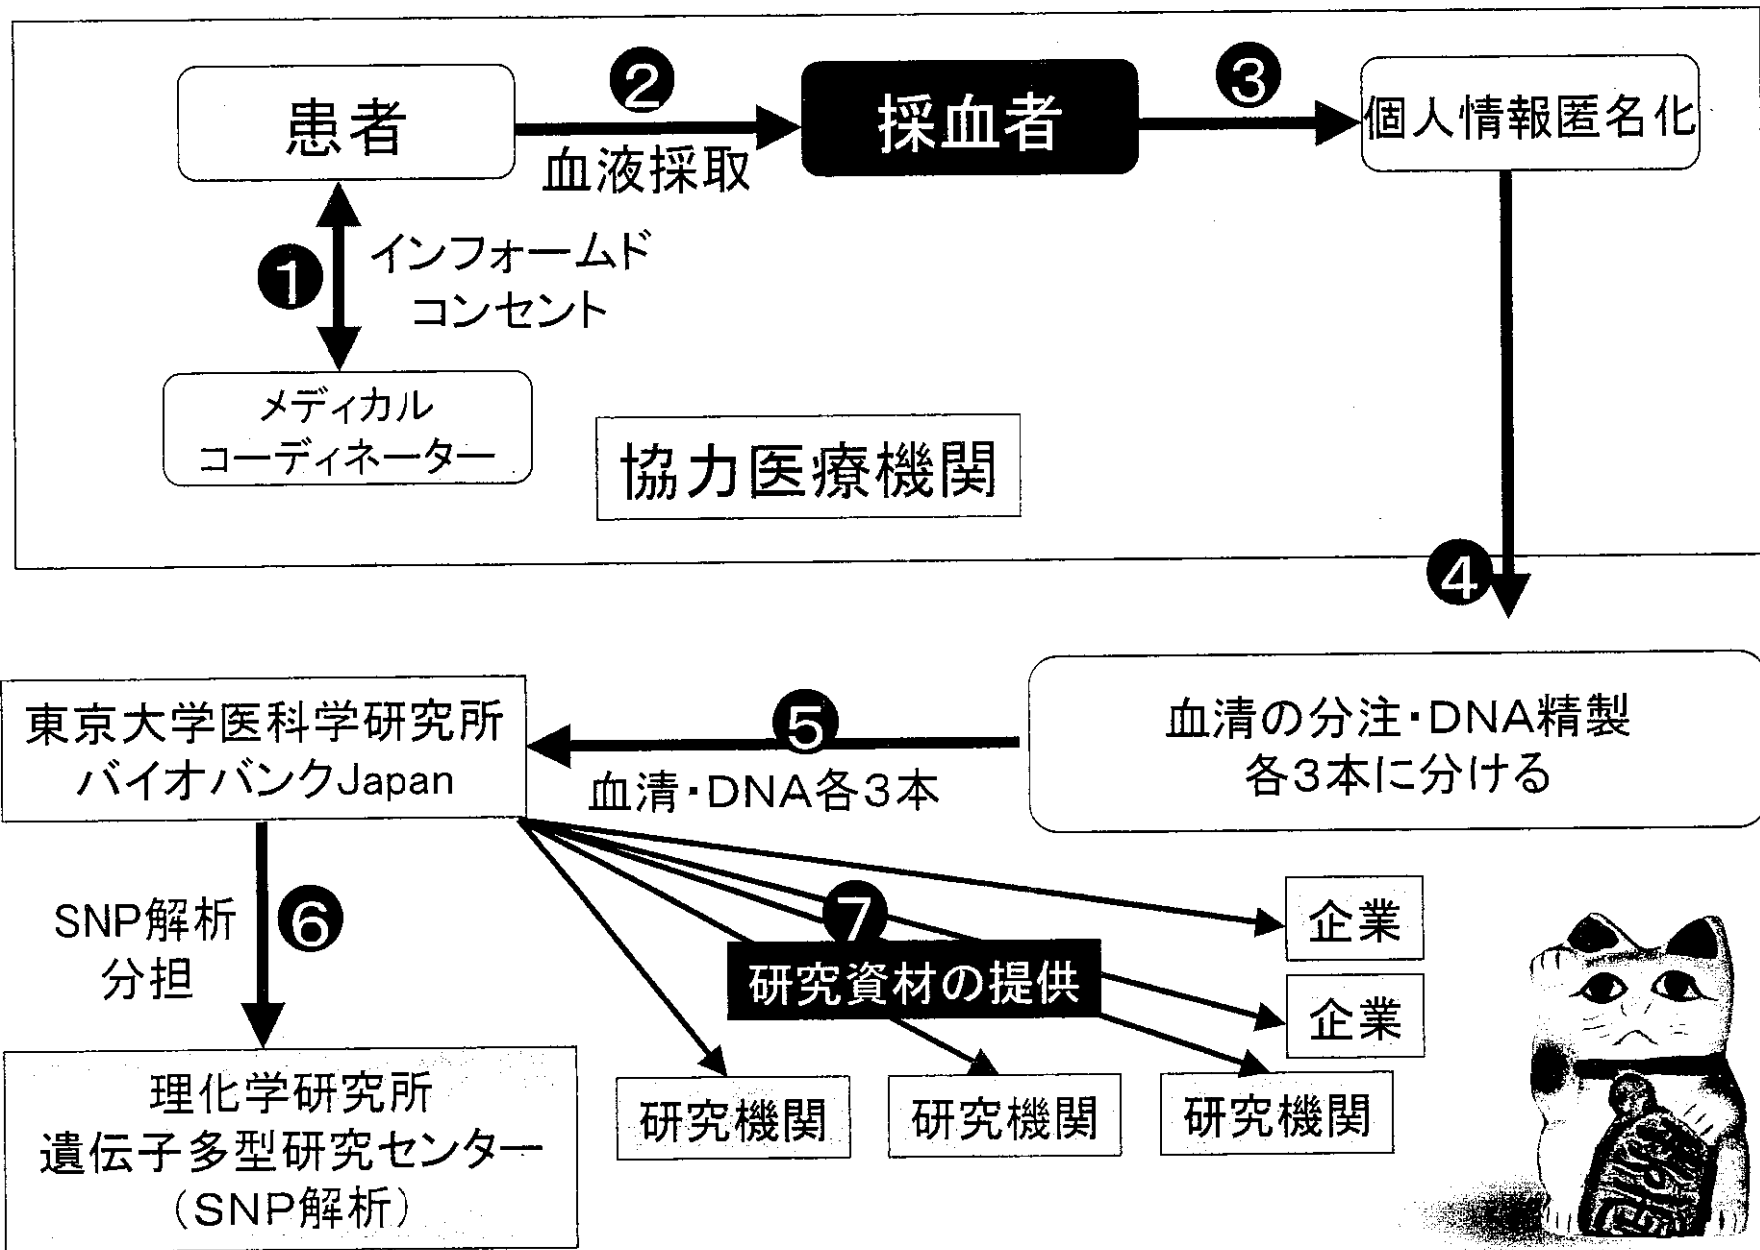 患者
❷
血液採取
採血者
❸
個人情報匿名化
❶
インフォームド
コンセント
メディカル
コーディネーター
協力医療機関
❹
血清の分注・DNA精製
各3本に分ける
❺
血清・DNA各3本
東京大学医科学研究所
バイオバンクJapan
SNP解析
分担
❻
理化学研究所
遺伝子多型研究センター
(SNP解析)
❼
研究資材の提供
企業
企業
研究機関
研究機関
研究機関